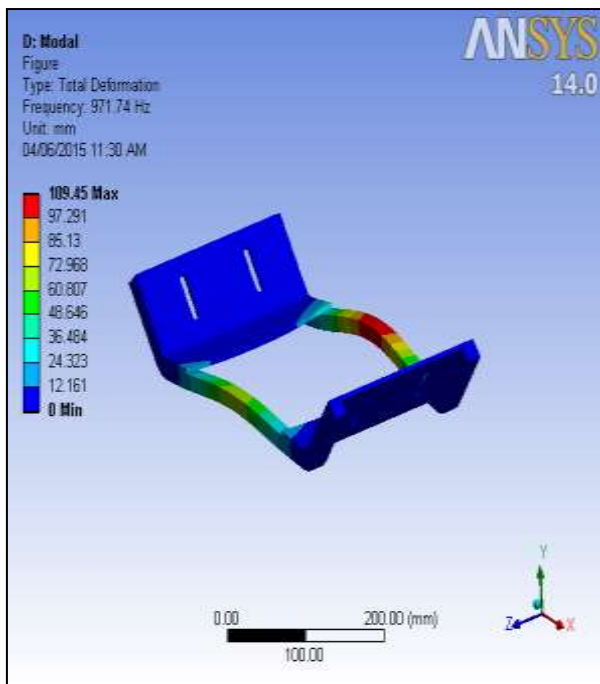 D: Modal
Figure
Type: Total Deformation
Frequency: 971.74 Hz
Unit: mm
04/06/2015 11:30 AM
ANSYS
14.0
109.45 Max
97.291
85.13
72.968
60.807
48.646
36.484
24.323
12.161
0 Min
Y
Z X
0.00 200.00 (mm)
100.00